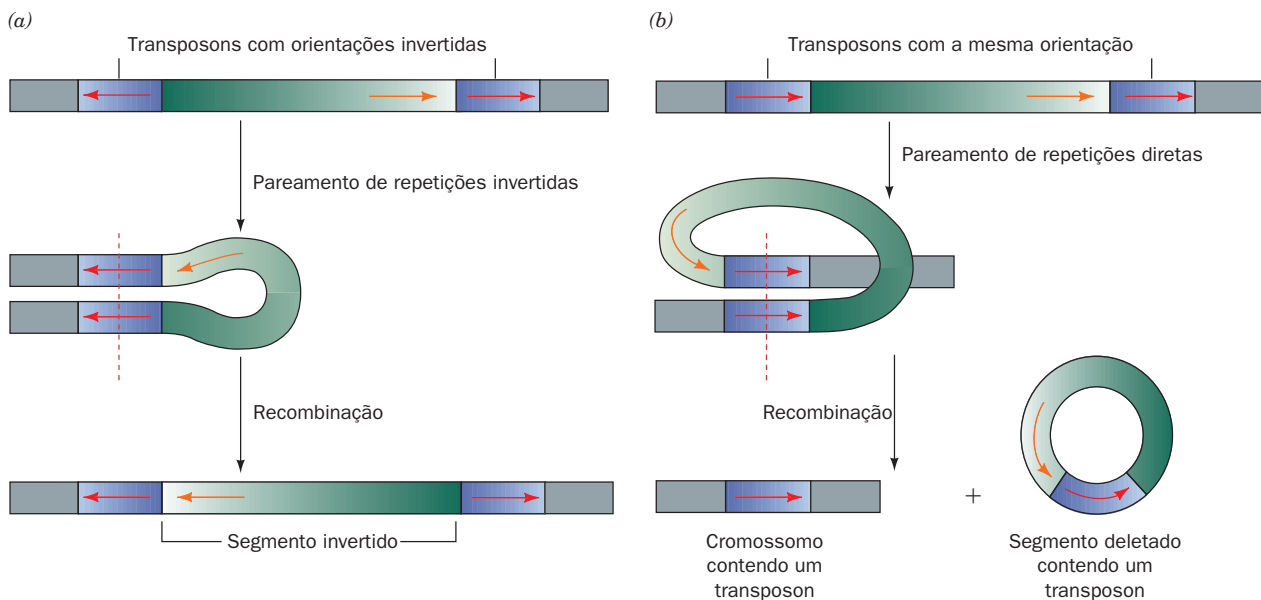 (a)
Transposons com orientações invertidas
Pareamento de repetições invertidas
Recombinação
Segmento invertido
(b)
Transposons com a mesma orientação
Pareamento de repetições diretas
Recombinação
+
Cromossomo
contendo um
transposon
Segmento deletado
contendo um
transposon